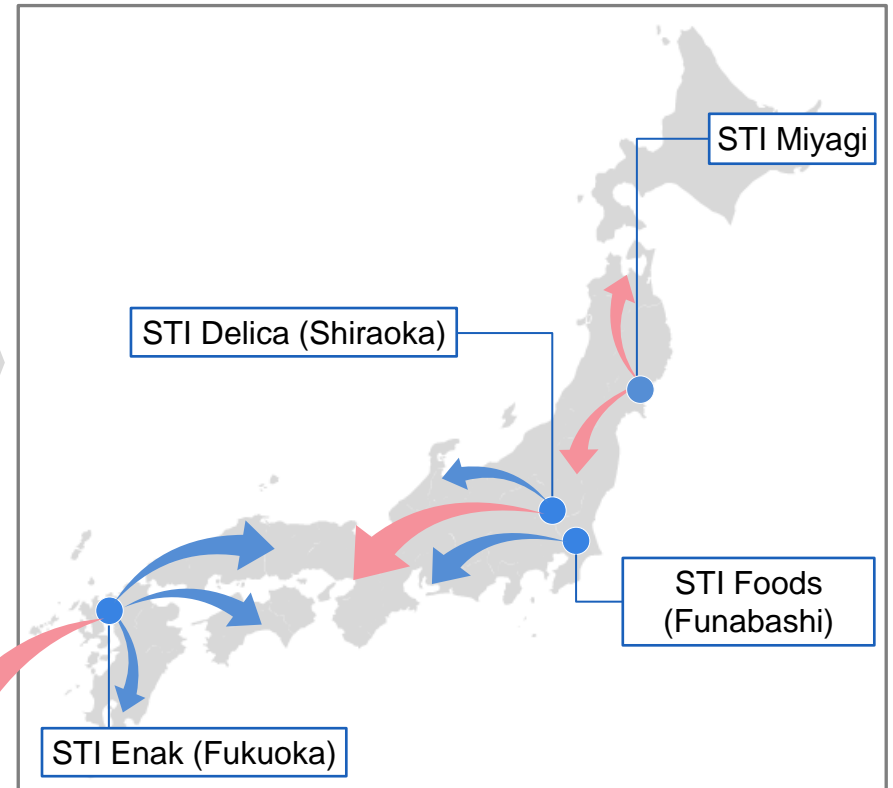 STI Miyagi
STI Delica (Shiraoka)
STI Foods
(Funabashi)
STI Enak (Fukuoka)